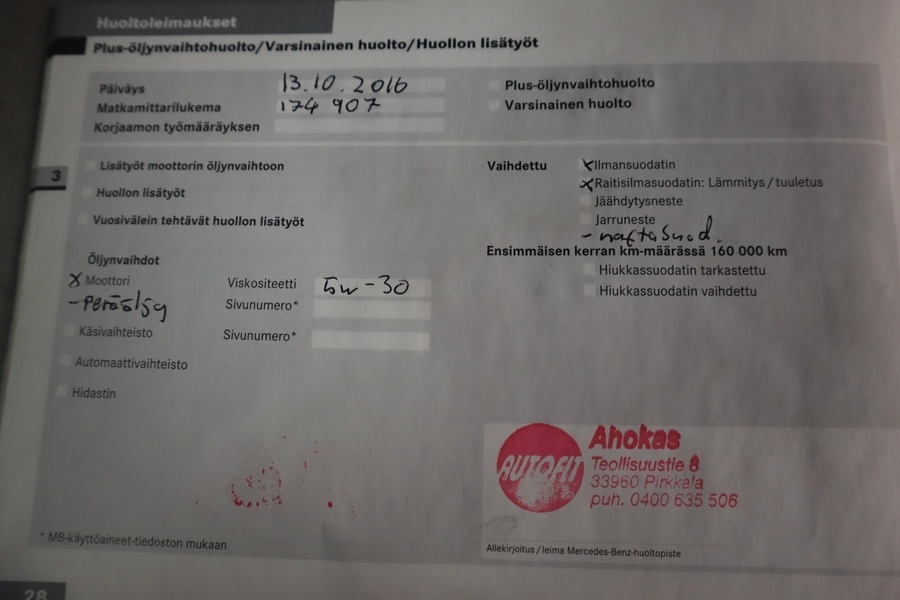 Huoltoleimaukset
Plus-öljynvaihtohuolto/Varsinainen huolto/Huollon lisätyöt
Päiväys 13.10.2016
Matkamittarilukema 174 907
Korjaamon työmääräyksen
Plus-öljynvaihtohuolto
Varsinainen huolto
3
Lisätyöt moottorin öljynvaihtoon
Huollon lisätyöt
Vuosivälein tehtävät huollon lisätyöt
Vaihdettu x Ilmansuodatin
x Raitisilmasuodatin: Lämmitys / tuuletus
Jäähdytysneste
Jarruneste
- naftasuod.
Ensimmäisen kerran km-määrässä 160 000 km
Hiukkassuodatin tarkastettu
Hiukkassuodatin vaihdettu
Öljynvaihdot
x Moottori
- peräöljy
Käsivaihteisto
Automaattivaihteisto
Hidastin
Viskositeetti 5w-30
Sivunumero*
Sivunumero*
AUTOFIT
Ahokas
Teollisuustie 8
33960 Pirkkala
puh. 0400 635 506
* MB-käyttöaineet-tiedoston mukaan
Allekirjoitus / leima Mercedes-Benz-huoltopiste
28